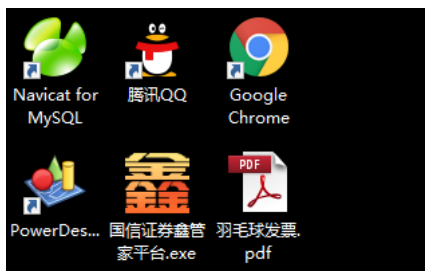 Navicat for
MySQL
腾讯QQ
Google
Chrome
PowerDes...
国信证券鑫管
家平台.exe
PDF
羽毛球发票.
pdf